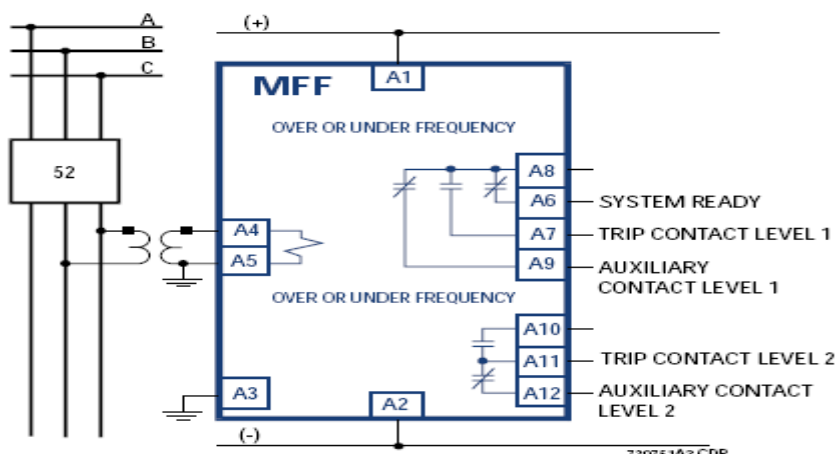 A
B
C
(+)
A1
MFF
OVER OR UNDER FREQUENCY
52
A8
A6
SYSTEM READY
A7
TRIP CONTACT LEVEL 1
A9
AUXILIARY
CONTACT LEVEL 1
A4
A5
OVER OR UNDER FREQUENCY
A10
A11
TRIP CONTACT LEVEL 2
A12
AUXILIARY CONTACT
LEVEL 2
A3
A2
(-)